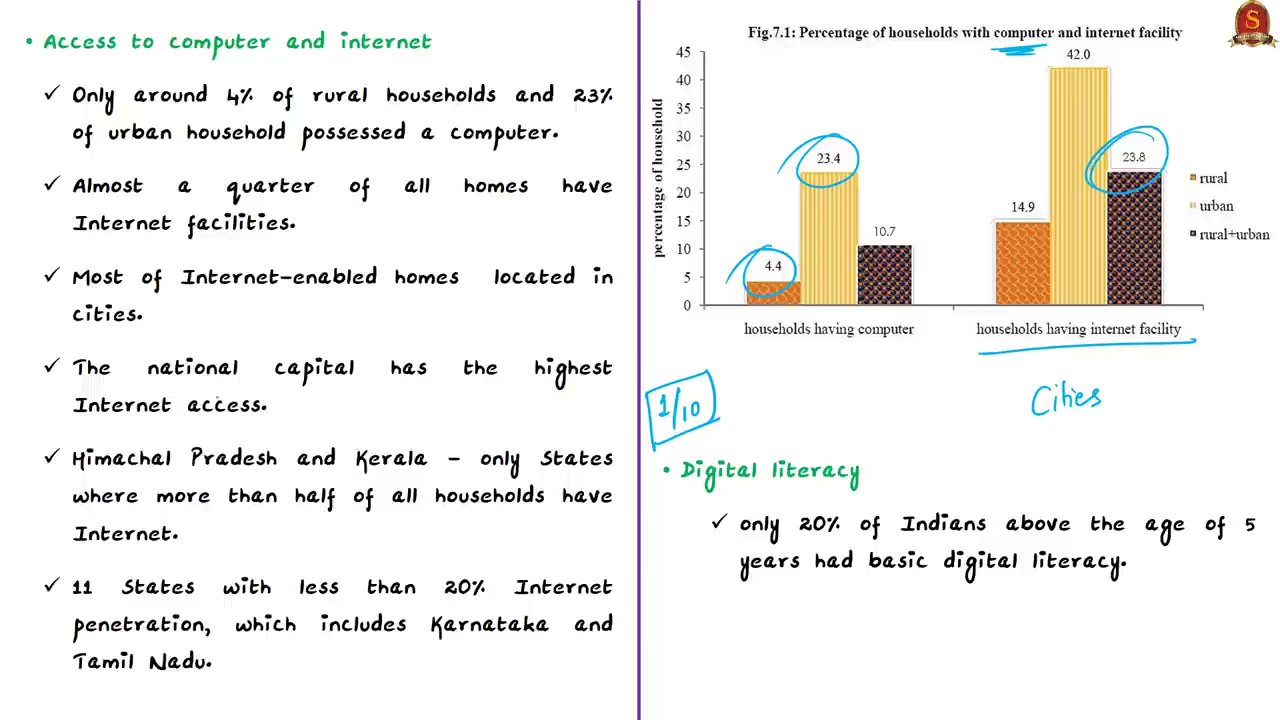 • Access to computer and internet
✓ Only around 4% of rural households and 23%
of urban household possessed a computer.
✓ Almost a quarter of all homes have
Internet facilities.
✓ Most of Internet-enabled homes located in
cities.
✓ The national capital has the highest
Internet access.
✓ Himachal Pradesh and Kerala – only States
where more than half of all households have
Internet.
✓ 11 States with less than 20% Internet
penetration, which includes Karnataka and
Tamil Nadu.
S
Fig.7.1: Percentage of households with computer and internet facility
percentage of household
45
40
35
30
25
20
15
10
5
0
4.4
23.4
10.7
14.9
42.0
23.8
households having computer
households having internet facility
rural
urban
rural+urban
1/10
Cities
• Digital literacy
✓ only 20% of Indians above the age of 5
years had basic digital literacy.